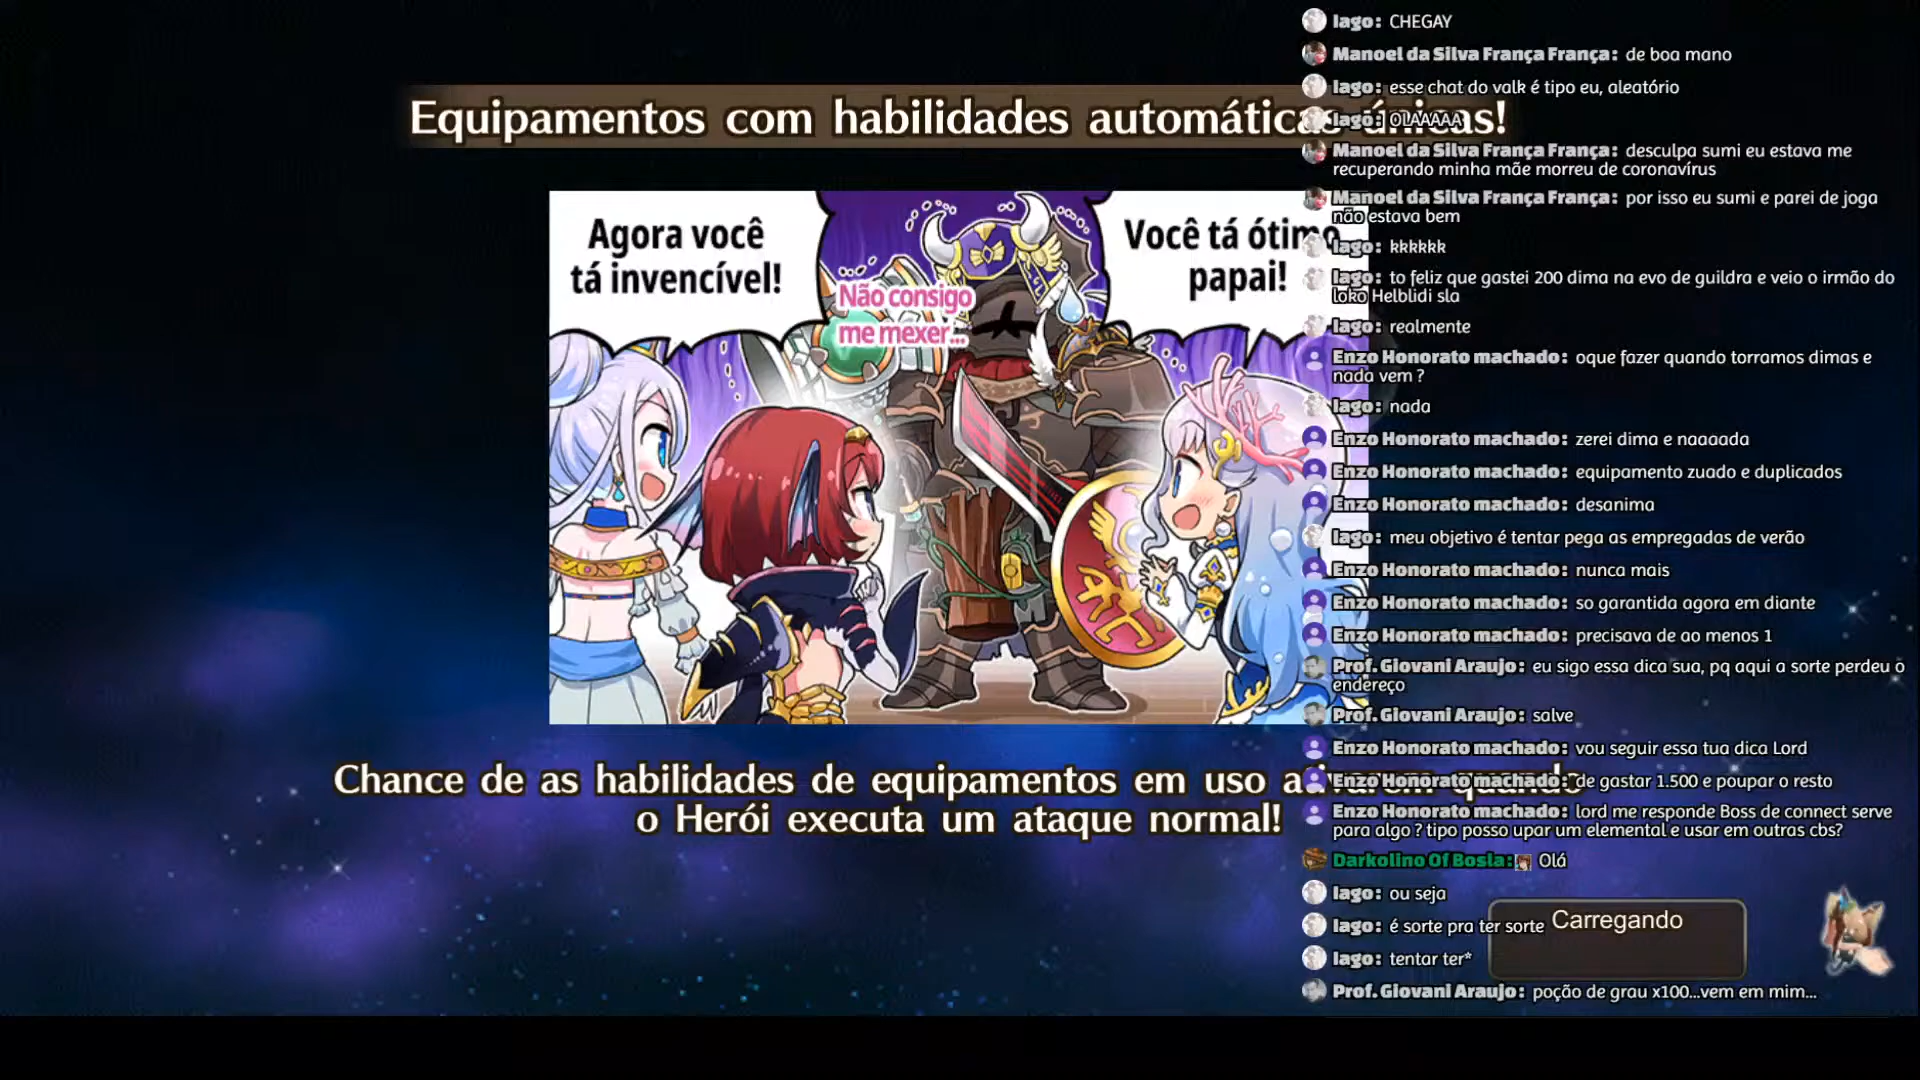 Equipamentos com habilidades automáticas únicas!
Agora você
tá invencível!
Não consigo
me mexer...
Você tá ótimo
papai!
Chance de as habilidades de equipamentos em uso ativarem quando
o Herói executa um ataque normal!
Carregando
Iago: CHEGAY
Manoel da Silva França França: de boa mano
Iago: esse chat do valk é tipo eu, aleatório
Iago: OLAAAAA
Manoel da Silva França França: desculpa sumi eu estava me
recuperando minha mãe morreu de coronavírus
Manoel da Silva França França: por isso eu sumi e parei de joga
não estava bem
Iago: kkkkkk
Iago: to feliz que gastei 200 dima na evo de guildra e veio o irmão do
loko Helblidi sla
Iago: realmente
Enzo Honorato machado: oque fazer quando torramos dimas e
nada vem ?
Iago: nada
Enzo Honorato machado: zerei dima e naaaada
Enzo Honorato machado: equipamento zuado e duplicados
Enzo Honorato machado: desanima
Iago: meu objetivo é tentar pega as empregadas de verão
Enzo Honorato machado: nunca mais
Enzo Honorato machado: so garantida agora em diante
Enzo Honorato machado: precisava de ao menos 1
Prof. Giovani Araujo: eu sigo essa dica sua, pq aqui a sorte perdeu o
endereço
Prof. Giovani Araujo: salve
Enzo Honorato machado: vou seguir essa tua dica Lord
Enzo Honorato machado: de gastar 1.500 e poupar o resto
Enzo Honorato machado: lord me responde Boss de connect serve
para algo ? tipo posso upar um elemental e usar em outras cbs?
Darkolino Of Bosla: Olá
Iago: ou seja
Iago: é sorte pra ter sorte
Iago: tentar ter*
Prof. Giovani Araujo: poção de grau x100...vem em mim...